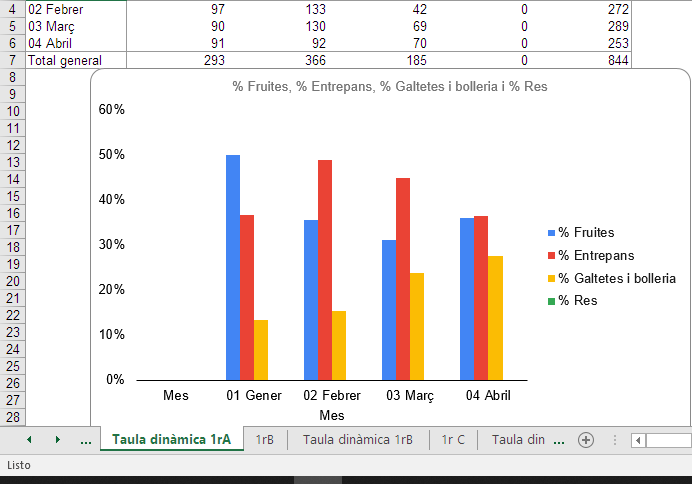 4 02 Febrer 97 133 42 0 272
5 03 Març 90 130 69 0 289
6 04 Abril 91 92 70 0 253
7 Total general 293 366 185 0 844
8
9
10
11
12
13
14
15
16
17
18
19
20
21
22
23
24
25
26
27
28
% Fruites, % Entrepans, % Galtetes i bolleria i % Res
60%
50%
40%
30%
20%
10%
0%
% Fruites
% Entrepans
% Galtetes i bolleria
% Res
Mes 01 Gener 02 Febrer 03 Març 04 Abril
Mes
... Taula dinàmica 1rA 1rB Taula dinàmica 1rB 1r C Taula din ...
Listo